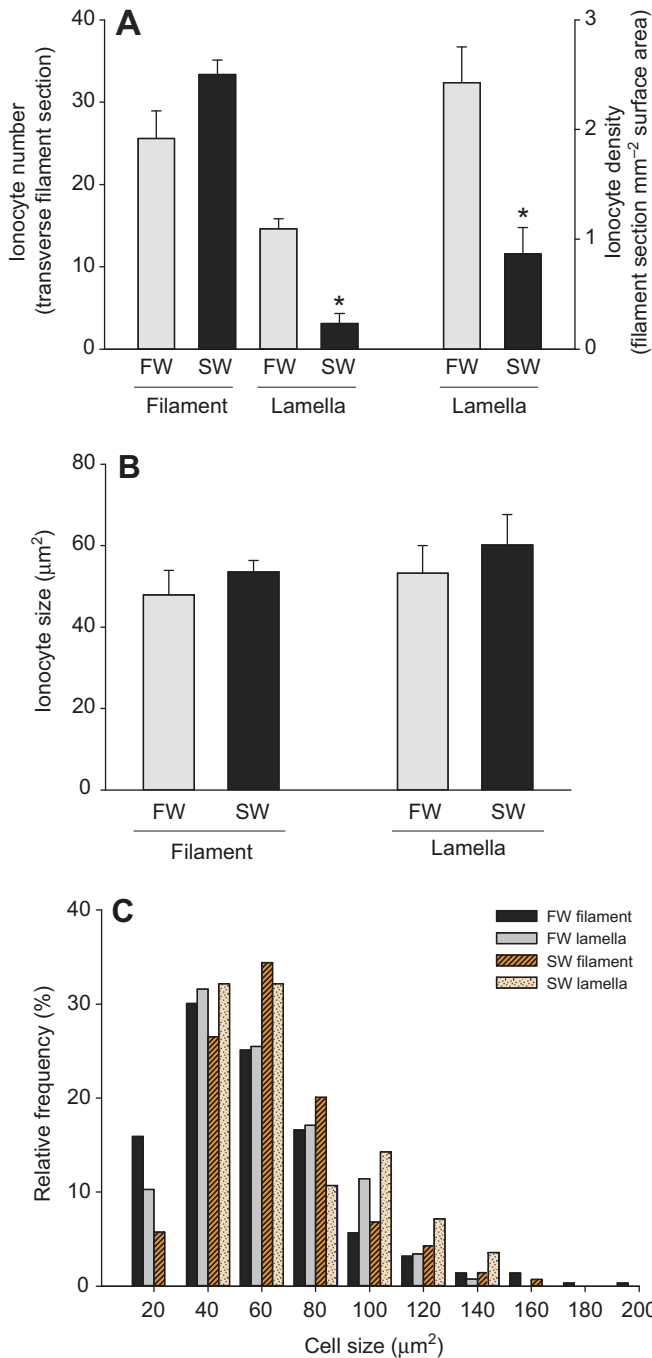 A
Ionocyte number
(transverse filament section)
40
30
20
10
0
3
2
1
0
Ionocyte density
(filament section mm⁻² surface area)
*
*
FW SW FW SW FW SW
Filament Lamella Lamella
B
Ionocyte size (μm²)
80
60
40
20
0
FW SW FW SW
Filament Lamella
C
Relative frequency (%)
40
30
20
10
0
FW filament
FW lamella
SW filament
SW lamella
20 40 60 80 100 120 140 160 180 200
Cell size (μm²)